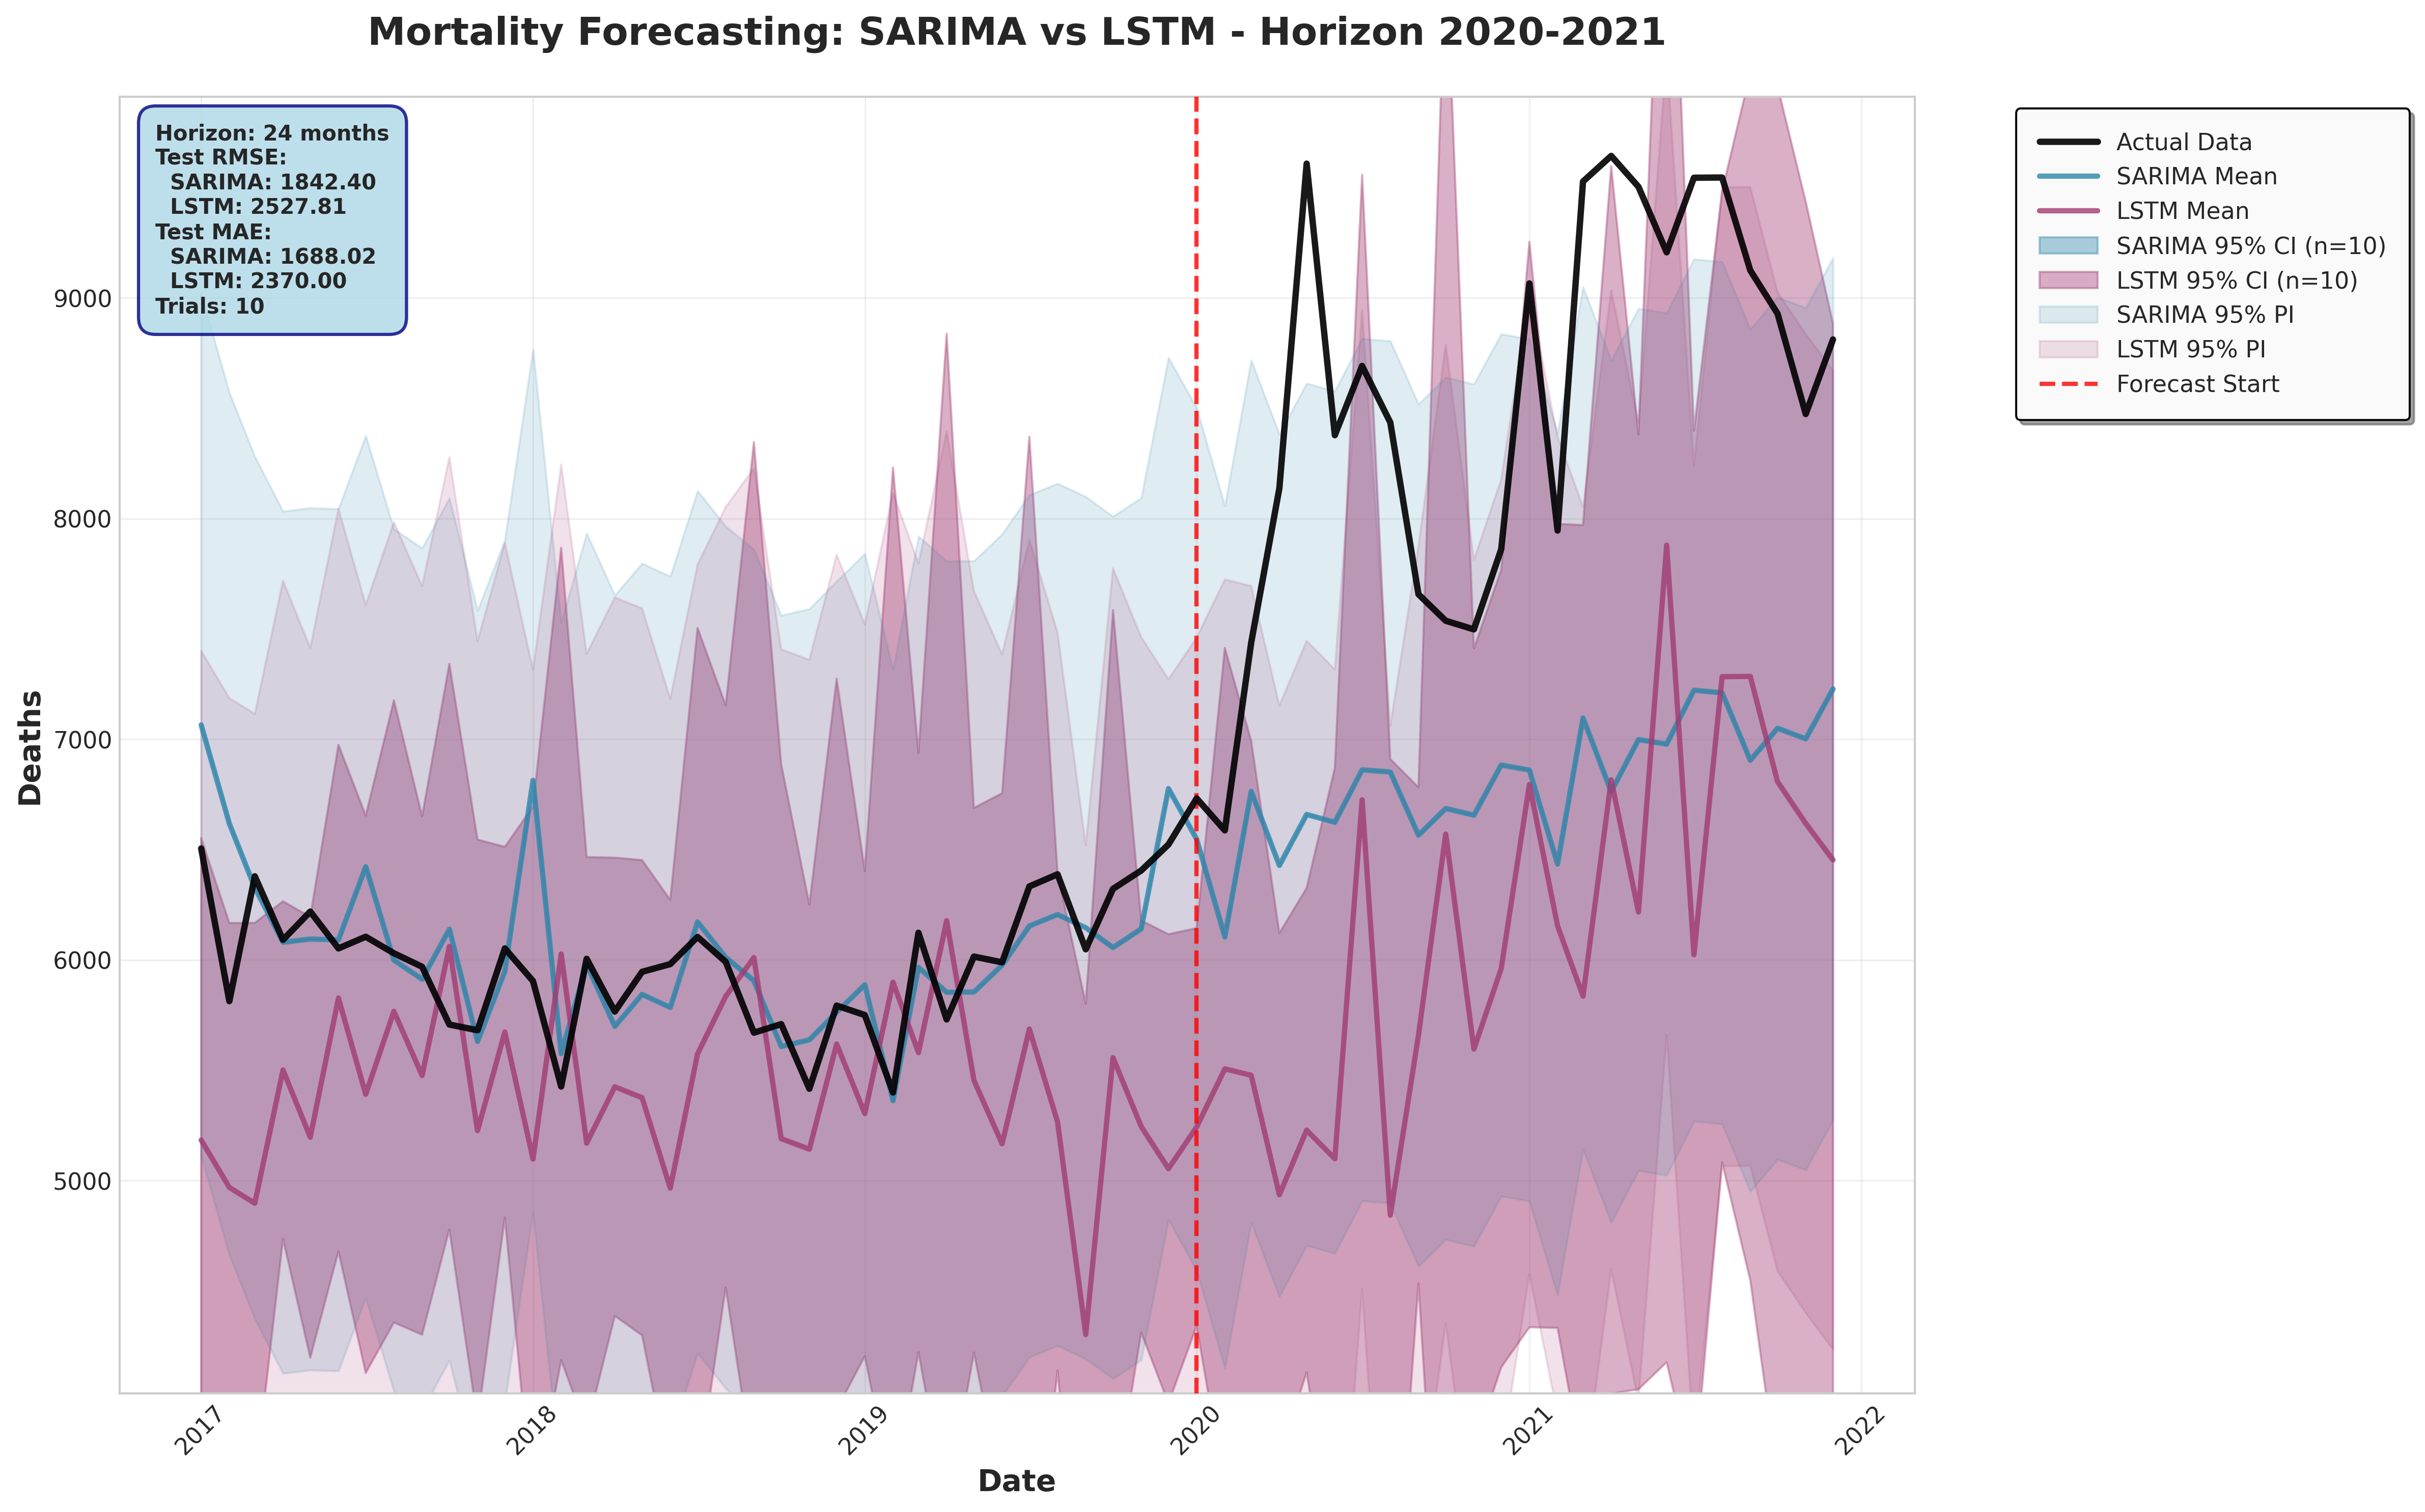 Mortality Forecasting: SARIMA vs LSTM - Horizon 2020-2021
Horizon: 24 months
Test RMSE:
SARIMA: 1842.40
LSTM: 2527.81
Test MAE:
SARIMA: 1688.02
LSTM: 2370.00
Trials: 10
Actual Data
SARIMA Mean
LSTM Mean
SARIMA 95% CI (n=10)
LSTM 95% CI (n=10)
SARIMA 95% PI
LSTM 95% PI
Forecast Start
Deaths
9000
8000
7000
6000
5000
2017
2018
2019
2020
2021
2022
Date